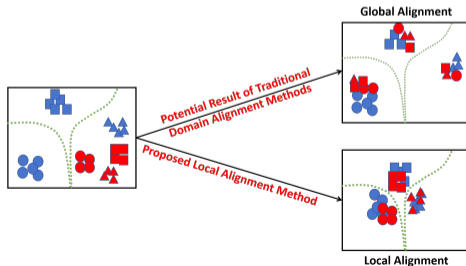 Global Alignment
Potential Result of Traditional
Domain Alignment Methods
Proposed Local Alignment Method
Local Alignment